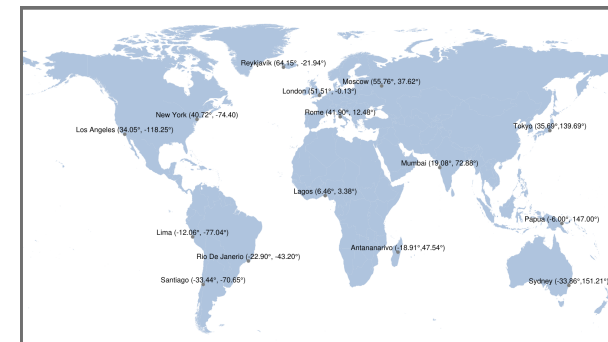 Reykjavík (64.15°, -21.94°)
Moscow (55.76°, 37.62°)
London (51.51°, -0.13°)
Rome (41.90°, 12.48°)
New York (40.72°, -74.40)
Tokyo (35.69°,139.69°)
Los Angeles (34.05°, -118.25°)
Mumbai (19.08°, 72.88°)
Lagos (6.46°, 3.38°)
Papua (-6.00°, 147.00°)
Lima (-12.06°, -77.04°)
Antananarivo (-18.91°,47.54°)
Rio De Janerio (-22.90°, -43.20°)
Santiago (-33.44°, -70.65°)
Sydney (-33.86°,151.21°)